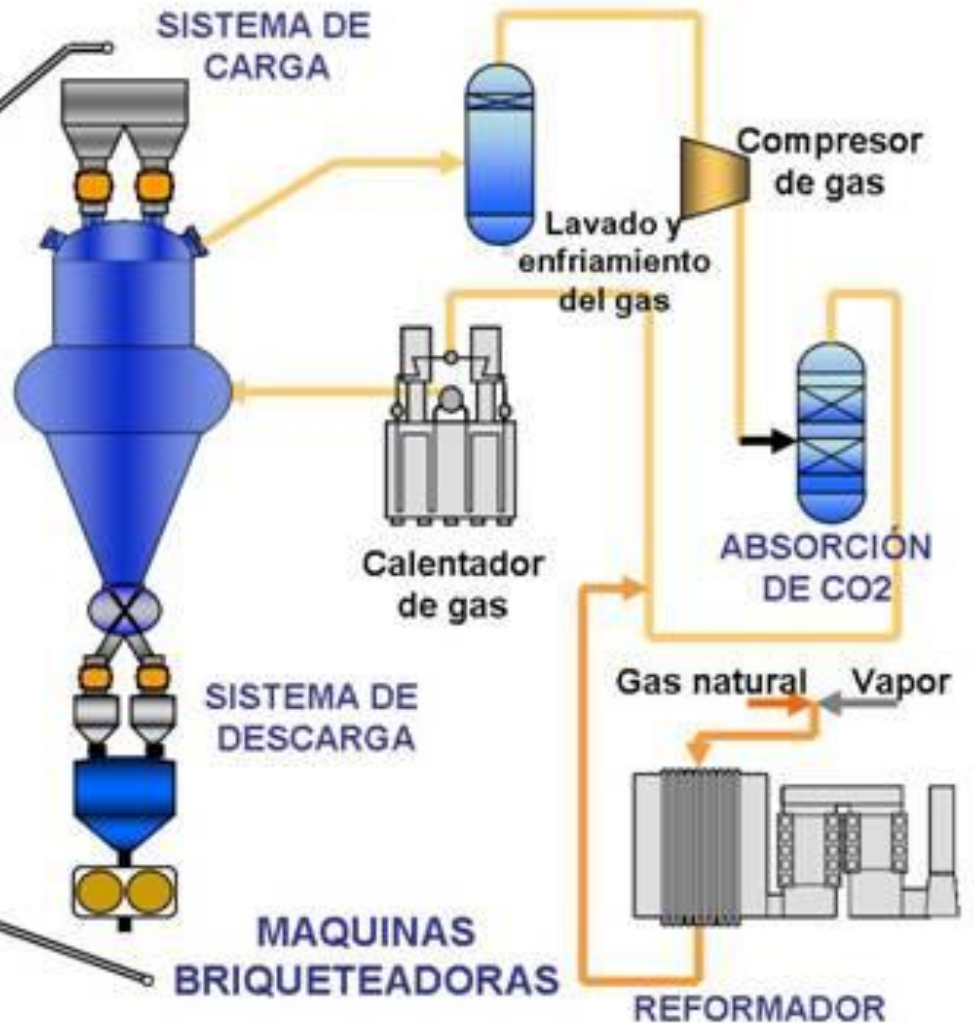 SISTEMA DE
CARGA
Compresor
de gas
Lavado y
enfriamiento
del gas
Calentador
de gas
ABSORCIÓN
DE CO2
Gas natural
Vapor
SISTEMA DE
DESCARGA
MAQUINAS
BRIQUETEADORAS
REFORMADOR